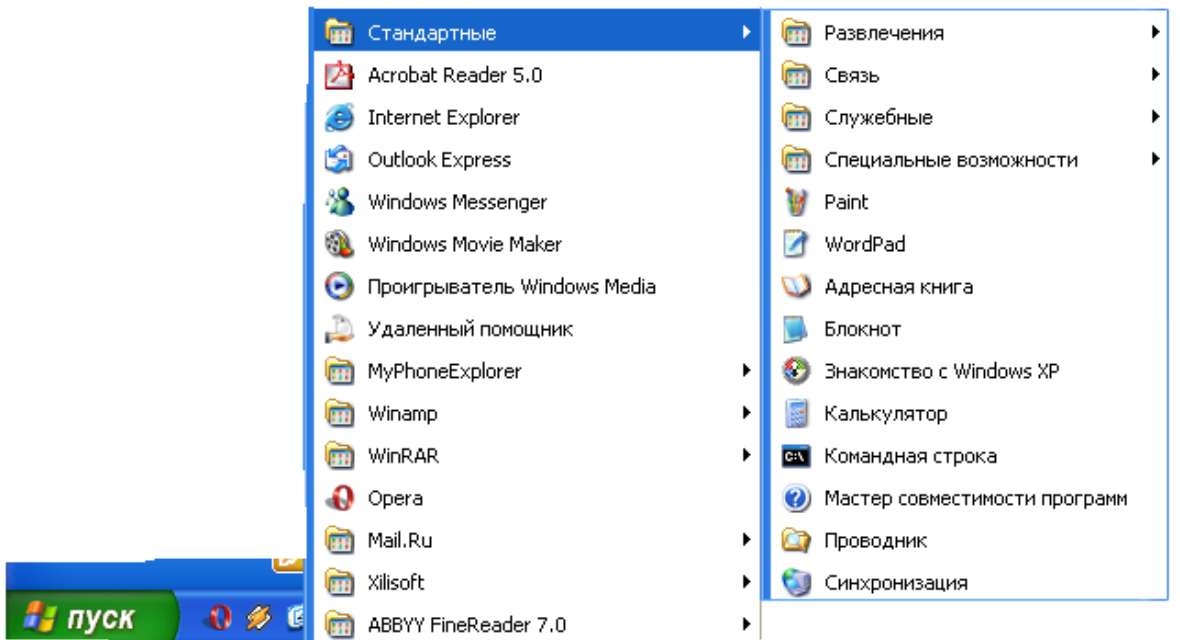 Стандартные
Acrobat Reader 5.0
Internet Explorer
Outlook Express
Windows Messenger
Windows Movie Maker
Проигрыватель Windows Media
Удаленный помощник
MyPhoneExplorer
Winamp
WinRAR
Opera
Mail.Ru
Xilisoft
ABBYY FineReader 7.0
Развлечения
Связь
Служебные
Специальные возможности
Paint
WordPad
Адресная книга
Блокнот
Знакомство с Windows XP
Калькулятор
Командная строка
Мастер совместимости программ
Проводник
Синхронизация
пуск